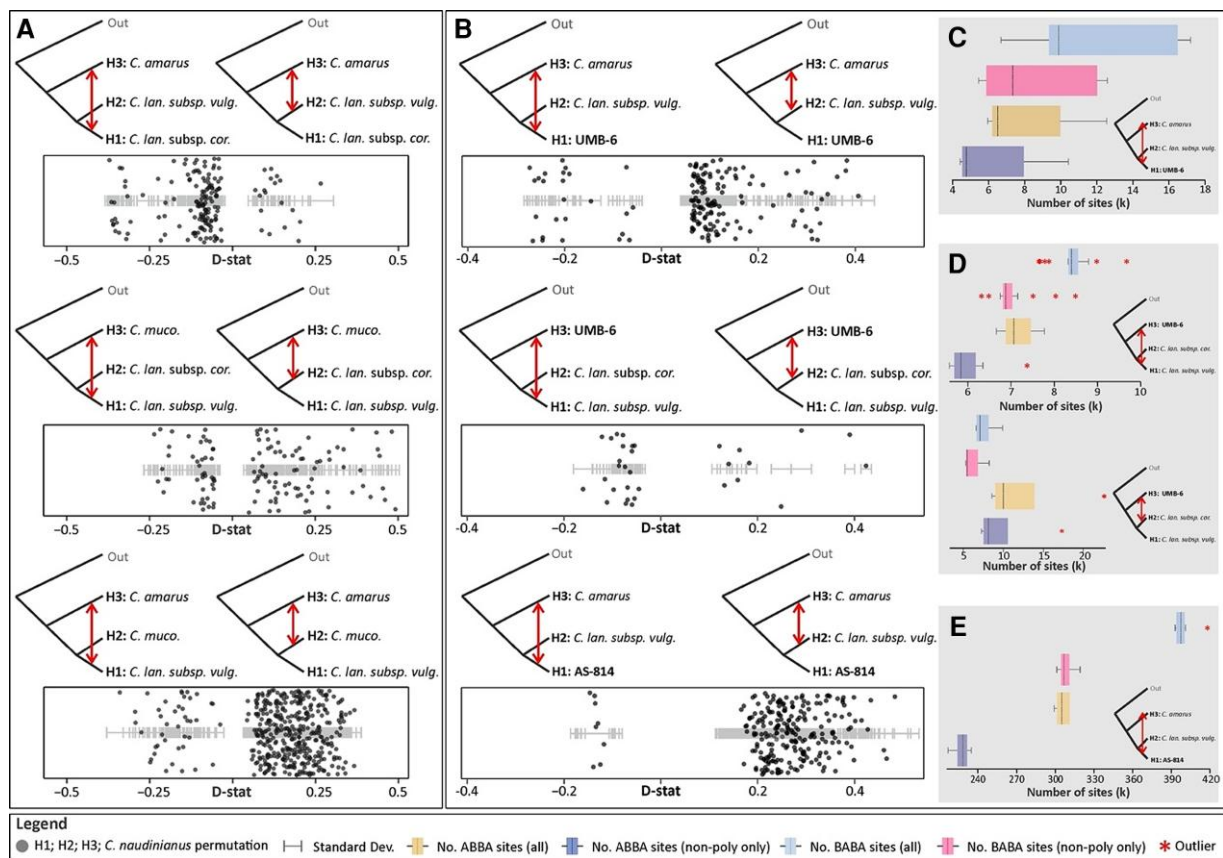 A
Out
Out
H3: C. amarus
H3: C. amarus
H2: C. lan. subsp. vulg.
H2: C. lan. subsp. vulg.
H1: C. lan. subsp. cor.
H1: C. lan. subsp. cor.
−0.5
−0.25
D-stat
0.25
0.5
Out
Out
H3: C. muco.
H3: C. muco.
H2: C. lan. subsp. cor.
H2: C. lan. subsp. cor.
H1: C. lan. subsp. vulg.
H1: C. lan. subsp. vulg.
−0.5
−0.25
D-stat
0.25
0.5
Out
Out
H3: C. amarus
H3: C. amarus
H2: C. muco.
H2: C. muco.
H1: C. lan. subsp. vulg.
H1: C. lan. subsp. vulg.
−0.5
−0.25
D-stat
0.25
0.5
B
Out
Out
H3: C. amarus
H3: C. amarus
H2: C. lan. subsp. vulg.
H2: C. lan. subsp. vulg.
H1: UMB-6
H1: UMB-6
−0.4
−0.2
D-stat
0.2
0.4
Out
Out
H3: UMB-6
H3: UMB-6
H2: C. lan. subsp. cor.
H2: C. lan. subsp. cor.
H1: C. lan. subsp. vulg.
H1: C. lan. subsp. vulg.
−0.4
−0.2
D-stat
0.2
0.4
Out
Out
H3: C. amarus
H3: C. amarus
H2: C. lan. subsp. vulg.
H2: C. lan. subsp. vulg.
H1: AS-814
H1: AS-814
−0.4
−0.2
D-stat
0.2
0.4
C
Out
H3: C. amarus
H2: C. lan. subsp. vulg.
H1: UMB-6
4 6 8 10 12 14 16 18
Number of sites (k)
D
Out
H3: UMB-6
H2: C. lan. subsp. cor.
H1: C. lan. subsp. vulg.
6 7 8 9 10
Number of sites (k)
Out
H3: UMB-6
H2: C. lan. subsp. cor.
H1: C. lan. subsp. vulg.
5 10 15 20
Number of sites (k)
E
Out
H3: C. amarus
H2: C. lan. subsp. vulg.
H1: AS-814
240 270 300 330 360 390 420
Number of sites (k)
Legend
H1; H2; H3; C. naudinianus permutation
Standard Dev.
No. ABBA sites (all)
No. ABBA sites (non-poly only)
No. BABA sites (all)
No. BABA sites (non-poly only)
* Outlier